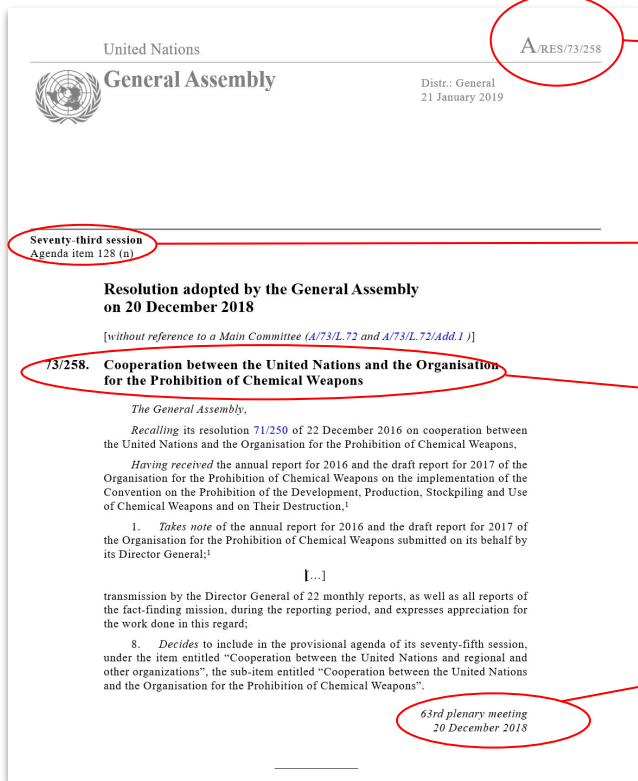 United Nations
A/RES/73/258
General Assembly
Distr.: General
21 January 2019
Seventy-third session
Agenda item 128 (n)
Resolution adopted by the General Assembly
on 20 December 2018
[without reference to a Main Committee (A/73/L.72 and A/73/L.72/Add.1 )]
73/258. Cooperation between the United Nations and the Organisation
for the Prohibition of Chemical Weapons
The General Assembly,
Recalling its resolution 71/250 of 22 December 2016 on cooperation between
the United Nations and the Organisation for the Prohibition of Chemical Weapons,
Having received the annual report for 2016 and the draft report for 2017 of the
Organisation for the Prohibition of Chemical Weapons on the implementation of the
Convention on the Prohibition of the Development, Production, Stockpiling and Use
of Chemical Weapons and on Their Destruction,¹
1. Takes note of the annual report for 2016 and the draft report for 2017 of
the Organisation for the Prohibition of Chemical Weapons submitted on its behalf by
its Director General;¹
[…]
transmission by the Director General of 22 monthly reports, as well as all reports of
the fact-finding mission, during the reporting period, and expresses appreciation for
the work done in this regard;
8. Decides to include in the provisional agenda of its seventy-fifth session,
under the item entitled “Cooperation between the United Nations and regional and
other organizations”, the sub-item entitled “Cooperation between the United Nations
and the Organisation for the Prohibition of Chemical Weapons”.
63rd plenary meeting
20 December 2018